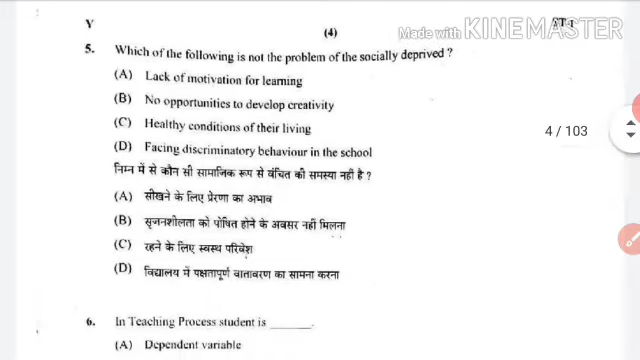 Y
(4)
ST-1
Made with KINEMASTER
5. Which of the following is not the problem of the socially deprived ?
(A) Lack of motivation for learning
(B) No opportunities to develop creativity
(C) Healthy conditions of their living
(D) Facing discriminatory behaviour in the school
निम्न में से कौन सी सामाजिक रूप से वंचित की समस्या नहीं है ?
(A) सीखने के लिए प्रेरणा का अभाव
(B) सृजनशीलता को पोषित होने के अवसर नहीं मिलना
(C) रहने के लिए स्वस्थ परिवेश
(D) विद्यालय में पक्षतापूर्ण वातावरण का सामना करना
4 / 103
6. In Teaching Process student is ______.
(A) Dependent variable